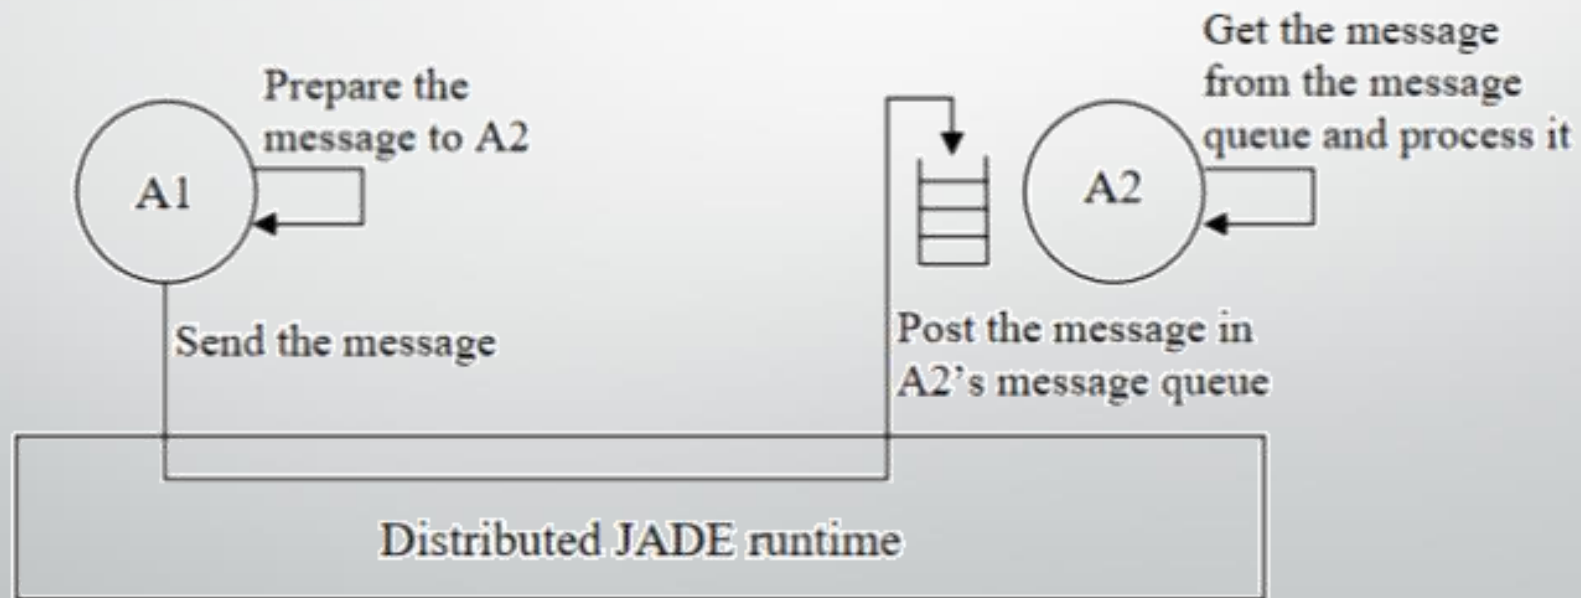 Prepare the
message to A2
A1
Send the message
Get the message
from the message
queue and process it
A2
Post the message in
A2’s message queue
Distributed JADE runtime